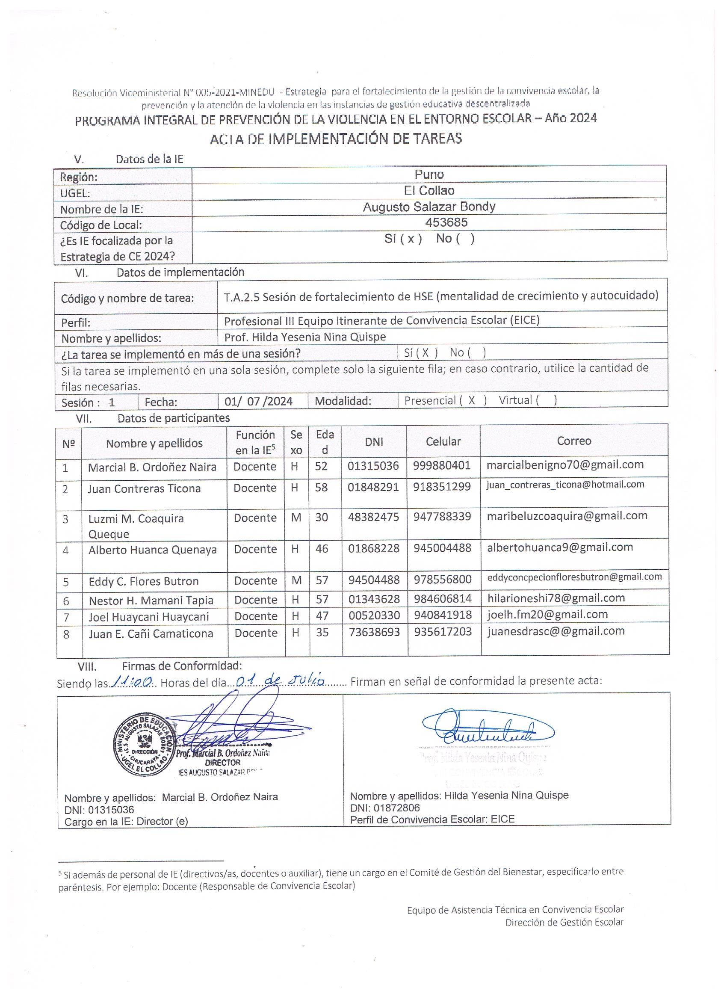 Resolución Viceministerial N° 005-2021-MINEDU - Estrategia para el fortalecimiento de la gestión de la convivencia escolar, la
prevención y la atención de la violencia en las instancias de gestión educativa descentralizada
PROGRAMA INTEGRAL DE PREVENCIÓN DE LA VIOLENCIA EN EL ENTORNO ESCOLAR – Año 2024
ACTA DE IMPLEMENTACIÓN DE TAREAS
V. Datos de la IE
Región: Puno
UGEL: El Collao
Nombre de la IE: Augusto Salazar Bondy
Código de Local: 453685
¿Es IE focalizada por la Sí ( x ) No ( )
Estrategia de CE 2024?
VI. Datos de implementación
Código y nombre de tarea: T.A.2.5 Sesión de fortalecimiento de HSE (mentalidad de crecimiento y autocuidado)
Perfil: Profesional III Equipo Itinerante de Convivencia Escolar (EICE)
Nombre y apellidos: Prof. Hilda Yesenia Nina Quispe
¿La tarea se implementó en más de una sesión? Sí ( X ) No ( )
Si la tarea se implementó en una sola sesión, complete solo la siguiente fila; en caso contrario, utilice la cantidad de
filas necesarias.
Sesión : 1 Fecha: 01/ 07 /2024 Modalidad: Presencial ( X ) Virtual ( )
VII. Datos de participantes
Nº Nombre y apellidos Función en la IE5 Se xo Eda d DNI Celular Correo
1 Marcial B. Ordoñez Naira Docente H 52 01315036 999880401 marcialbenigno70@gmail.com
2 Juan Contreras Ticona Docente H 58 01848291 918351299 juan_contreras_ticona@hotmail.com
3 Luzmi M. Coaquira Docente M 30 48382475 947788339 maribeluzcoaquira@gmail.com
Queque
4 Alberto Huanca Quenaya Docente H 46 01868228 945004488 albertohuanca9@gmail.com
5 Eddy C. Flores Butron Docente M 57 94504488 978556800 eddyconcpecionfloresbutron@gmail.com
6 Nestor H. Mamani Tapia Docente H 57 01343628 984606814 hilarioneshi78@gmail.com
7 Joel Huaycani Huaycani Docente H 47 00520330 940841918 joelh.fm20@gmail.com
8 Juan E. Cañi Camaticona Docente H 35 73638693 935617203 juanesdrasc@@gmail.com
VIII. Firmas de Conformidad:
Siendo las 11:00 Horas del día 01 de Julio Firman en señal de conformidad la presente acta:
MINISTERIO DE EDUCACIÓN
I.E.S. AUGUSTO SALAZAR BONDY
DIRECCIÓN
CHUCARAYA
UGEL EL COLLAO
Prof. Marcial B. Ordoñez Naira
DIRECTOR
IES AUGUSTO SALAZAR
Prof. Hilda Yesenia Nina Quispe
CONVIVENCIA ESCOLAR
UGEL EL COLLAO
Nombre y apellidos: Marcial B. Ordoñez Naira
DNI: 01315036
Cargo en la IE: Director (e)
Nombre y apellidos: Hilda Yesenia Nina Quispe
DNI: 01872806
Perfil de Convivencia Escolar: EICE
5 Si además de personal de IE (directivos/as, docentes o auxiliar), tiene un cargo en el Comité de Gestión del Bienestar, especificarlo entre
paréntesis. Por ejemplo: Docente (Responsable de Convivencia Escolar)
Equipo de Asistencia Técnica en Convivencia Escolar
Dirección de Gestión Escolar